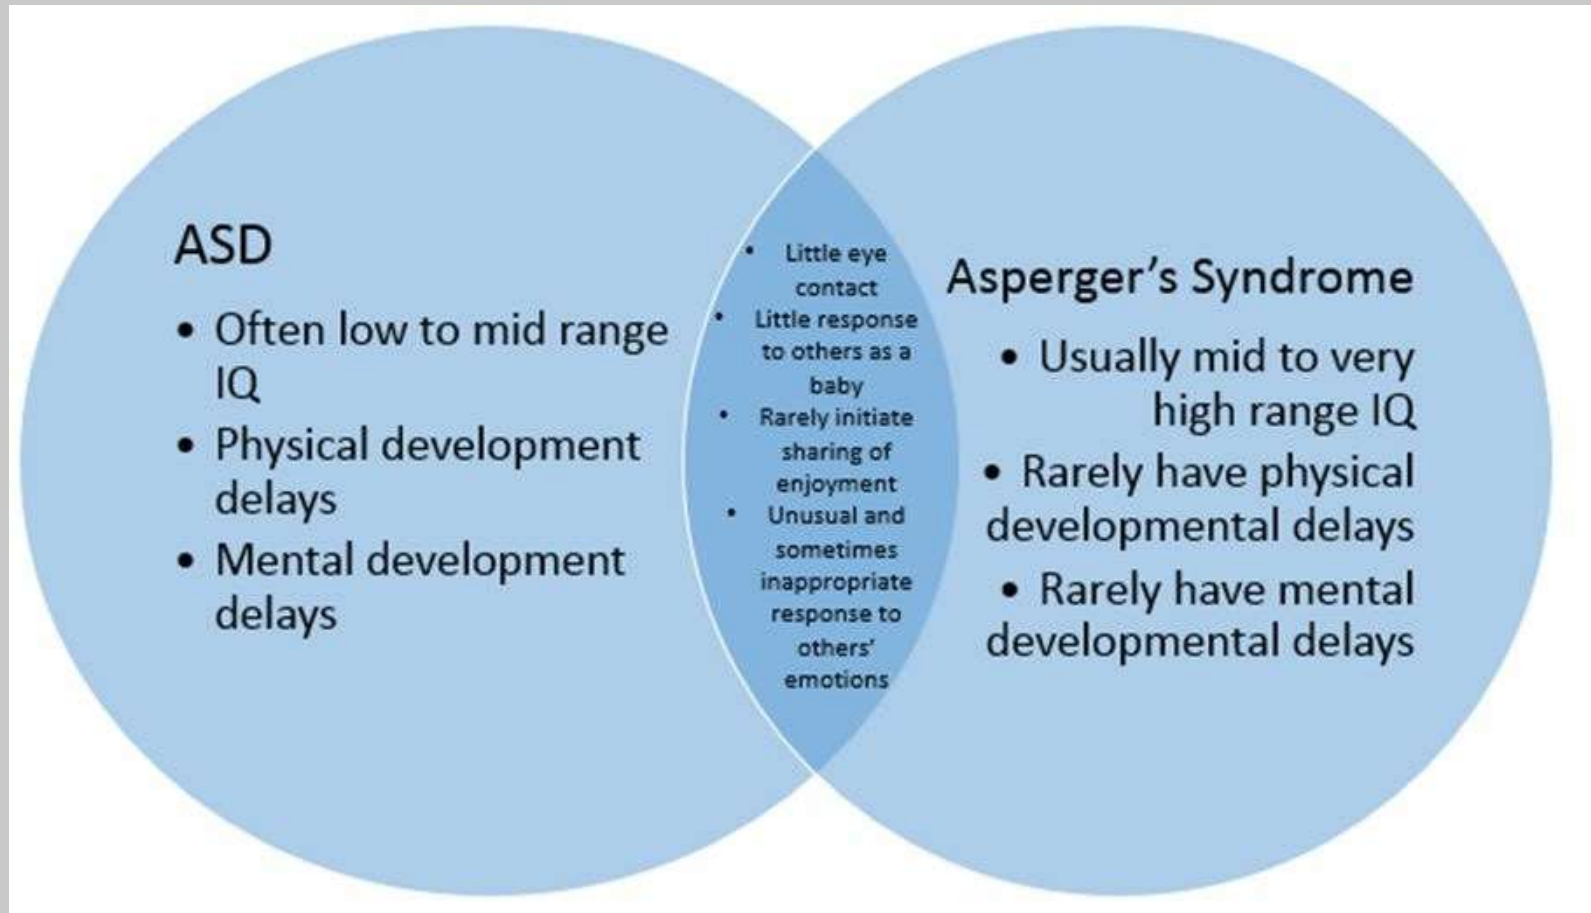 ASD
• Often low to mid range
IQ
• Physical development
delays
• Mental development
delays
• Little eye
contact
• Little response
to others as a
baby
• Rarely initiate
sharing of
enjoyment
• Unusual and
sometimes
inappropriate
response to
others’
emotions
Asperger’s Syndrome
• Usually mid to very
high range IQ
• Rarely have physical
developmental delays
• Rarely have mental
developmental delays